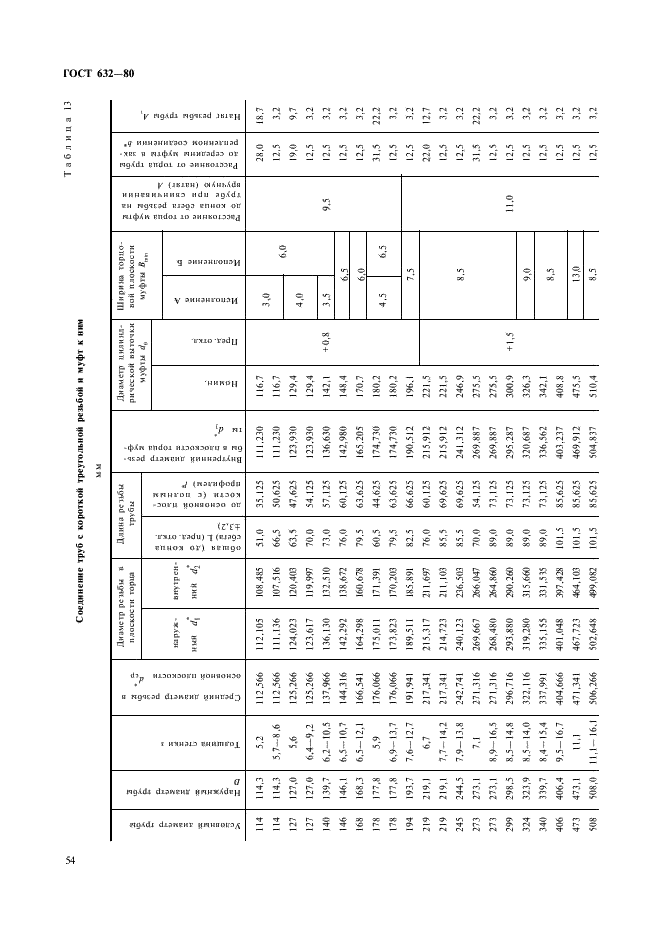 ГОСТ 632—80
Таблица 13
Соединение труб с короткой треугольной резьбой и муфт к ним
мм
Условный диаметр трубы
Наружный диаметр трубы D
Толщина стенки s
Средний диаметр резьбы в основной плоскости d*ср
Диаметр резьбы в плоскости торца
наружный d*1
внутренний d*2
Длина резьбы трубы
общая (до конца сбега) L (пред. откл. ±3,2)
до основной плоскости (с полным профилем) P
Внутренний диаметр резьбы в плоскости торца муфты d*3
Диаметр цилиндрической выточки муфты d0
Номин.
Пред. откл.
Ширина торцовой плоскости муфты Bmin
Исполнение А
Исполнение Б
Расстояние от торца муфты до конца сбега резьбы на трубе при свинчивании вручную (натяг) A
Расстояние от торца трубы до середины муфты в закрепленном соединении b*
Натяг резьбы трубы A1
114 114,3 5,2 112,566 112,105 108,485 51,0 35,125 111,230 116,7 28,0 18,7
114 114,3 5,7—8,6 112,566 111,136 107,516 66,5 50,625 111,230 116,7 12,5 3,2
127 127,0 5,6 125,266 124,023 120,403 63,5 47,625 123,930 129,4 19,0 9,7
127 127,0 6,4—9,2 125,266 123,617 119,997 70,0 54,125 123,930 129,4 12,5 3,2
140 139,7 6,2—10,5 137,966 136,130 132,510 73,0 57,125 136,630 142,1 12,5 3,2
146 146,1 6,5—10,7 144,316 142,292 138,672 76,0 60,125 142,980 148,4 12,5 3,2
168 168,3 6,5—12,1 166,541 164,298 160,678 79,5 63,625 165,205 170,7 12,5 3,2
178 177,8 5,9 176,066 175,011 171,391 60,5 44,625 174,730 180,2 31,5 22,2
178 177,8 6,9—13,7 176,066 173,823 170,203 79,5 63,625 174,730 180,2 12,5 3,2
194 193,7 7,6—12,7 191,941 189,511 185,891 82,5 66,625 190,512 196,1 12,5 3,2
219 219,1 6,7 217,341 215,317 211,697 76,0 60,125 215,912 221,5 22,0 12,7
219 219,1 7,7—14,2 217,341 214,723 211,103 85,5 69,625 215,912 221,5 12,5 3,2
245 244,5 7,9—13,8 242,741 240,123 236,503 85,5 69,625 241,312 246,9 12,5 3,2
273 273,1 7,1 271,316 269,667 266,047 70,0 54,125 269,887 275,5 31,5 22,2
273 273,1 8,9—16,5 271,316 268,480 264,860 89,0 73,125 269,887 275,5 12,5 3,2
299 298,5 8,5—14,8 296,716 293,880 290,260 89,0 73,125 295,287 300,9 12,5 3,2
324 323,9 8,5—14,0 322,116 319,280 315,660 89,0 73,125 320,687 326,3 12,5 3,2
340 339,7 8,4—15,4 337,991 335,155 331,535 89,0 73,125 336,562 342,1 12,5 3,2
406 406,4 9,5—16,7 404,666 401,048 397,428 101,5 85,625 403,237 408,8 12,5 3,2
473 473,1 11,1 471,341 467,723 464,103 101,5 85,625 469,912 475,5 12,5 3,2
508 508,0 11,1—16,1 506,266 502,648 499,082 101,5 85,625 504,837 510,4 12,5 3,2
+0,8
+1,5
3,0
4,0
3,5
6,0
6,5
6,0
4,5
6,5
7,5
8,5
9,0
8,5
13,0
8,5
9,5
11,0
54